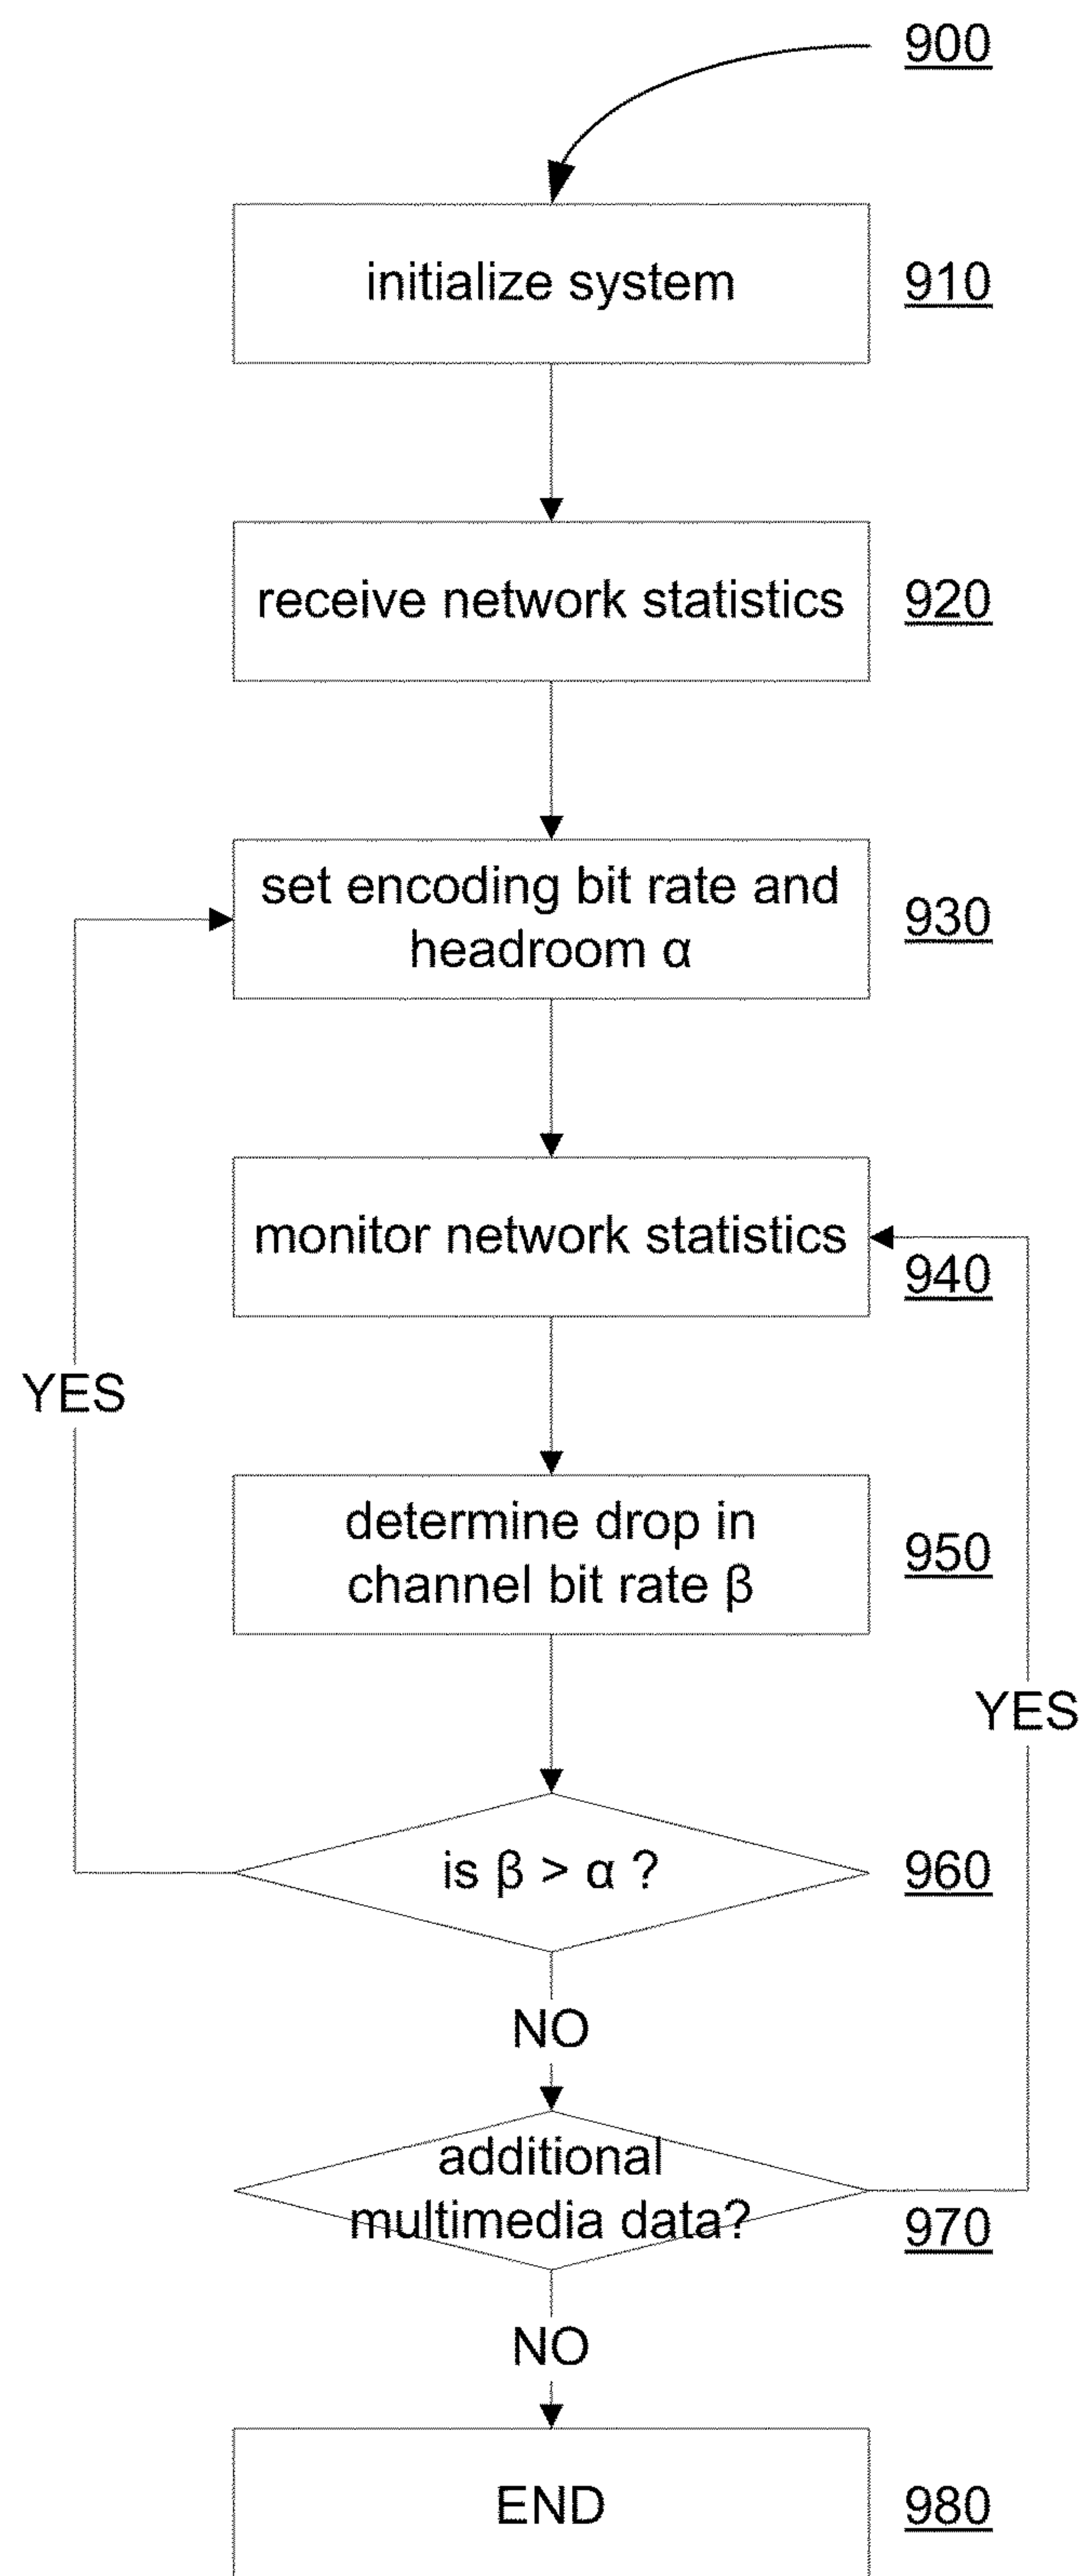 900
initialize system
910
receive network statistics
920
set encoding bit rate and
headroom α
930
monitor network statistics
940
YES
determine drop in
channel bit rate β
950
YES
is β > α ?
960
NO
additional
multimedia data?
970
NO
END
980